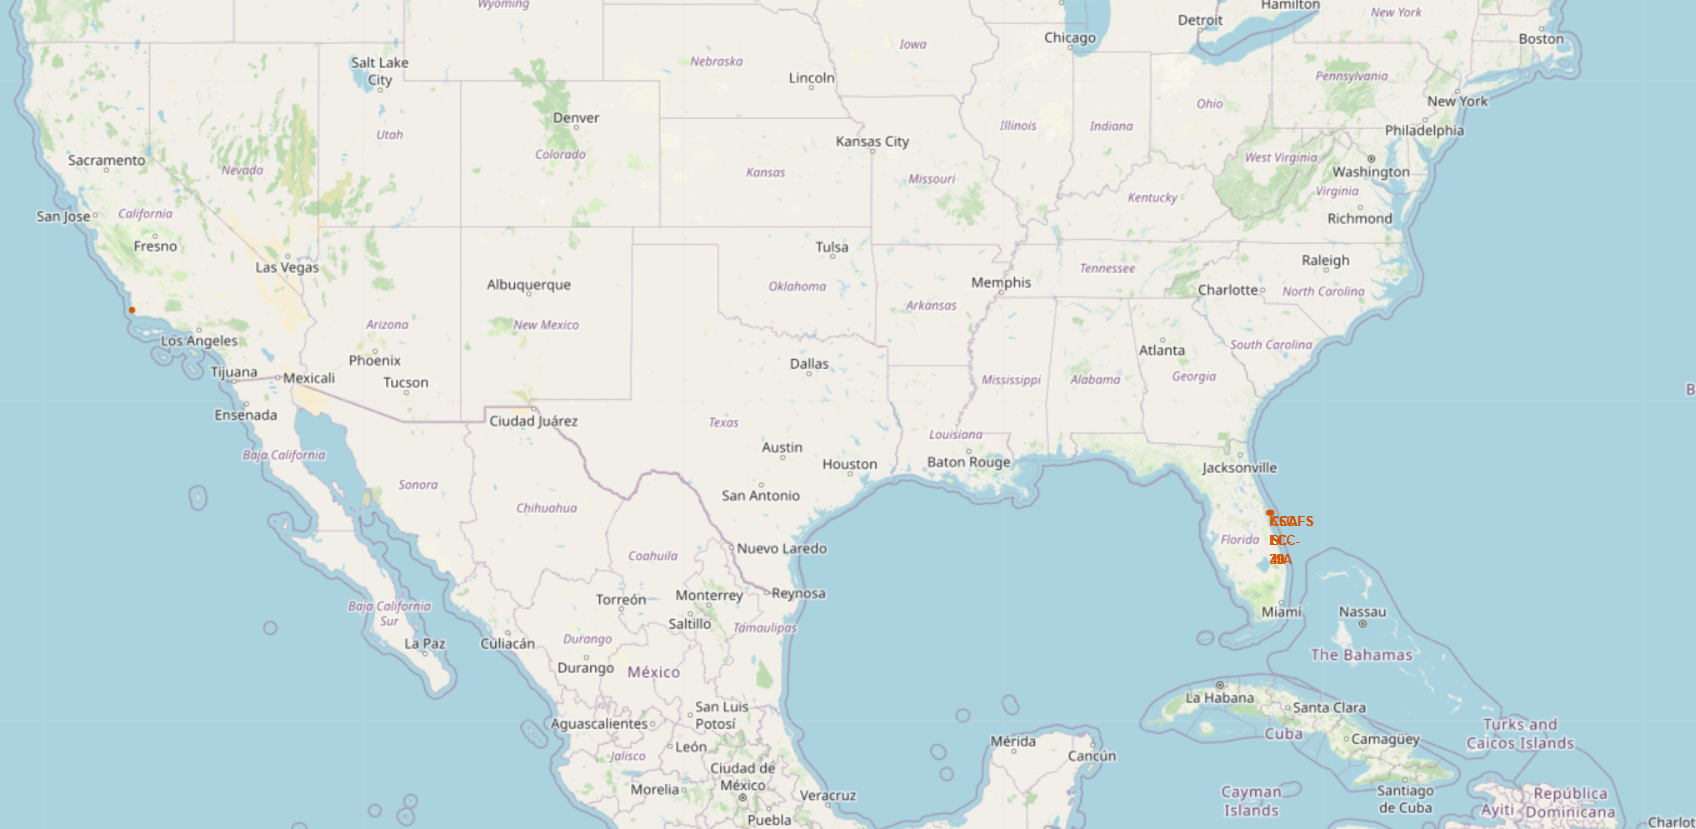 Wyoming
Hamilton
New York
Detroit
Chicago
Boston
Iowa
Salt Lake
City
Nebraska
Lincoln
Pennsylvania
New York
Ohio
Denver
Illinois
Indiana
Philadelphia
Utah
Kansas City
Sacramento
Colorado
West Virginia
Nevada
Kansas
Missouri
Washington
Virginia
Kentucky
San Jose
California
Richmond
Fresno
Tulsa
Las Vegas
Raleigh
Tennessee
Albuquerque
Oklahoma
Memphis
Charlotte
North Carolina
Arkansas
Arizona
New Mexico
Los Angeles
South Carolina
Atlanta
Phoenix
Dallas
Tijuana
Mexicali
Tucson
Mississippi
Alabama
Georgia
B
Ensenada
Ciudad Juárez
Texas
Louisiana
Baja California
Austin
Houston
Baton Rouge
Jacksonville
Sonora
San Antonio
Chihuahua
Florida
Coahuila
Nuevo Laredo
Reynosa
Torreón
Monterrey
Baja California
Sur
Saltillo
Tamaulipas
Miami
Nassau
La Paz
Culiacán
Durango
Durango
México
The Bahamas
La Habana
Santa Clara
San Luis
Potosí
Aguascalientes
Turks and
Caicos Islands
Cuba
Camagüey
Mérida
Cancún
León
Jalisco
Ciudad de
México
Morelia
Veracruz
Cayman
Islands
Santiago
de Cuba
República
Dominicana
Ayiti
Puebla
Charlot